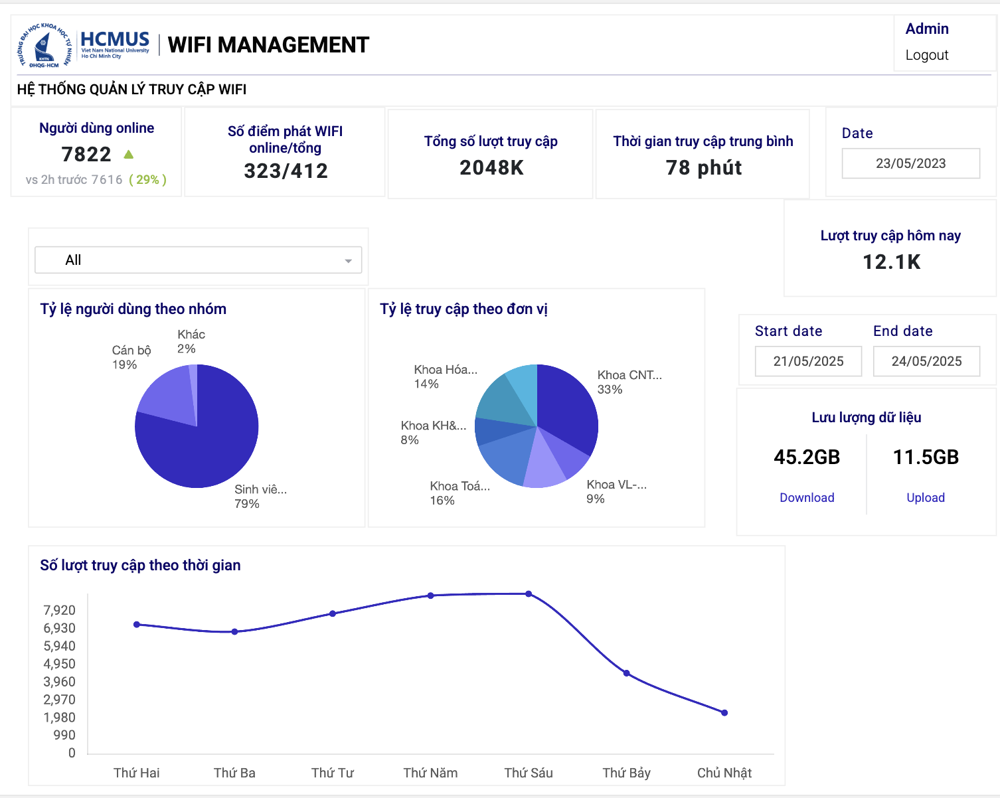 TRƯỜNG ĐẠI HỌC KHOA HỌC TỰ NHIÊN
KHTN
ĐHQG-HCM
HCMUS
Viet Nam National University
Ho Chi Minh City
WIFI MANAGEMENT
Admin
Logout
HỆ THỐNG QUẢN LÝ TRUY CẬP WIFI
Người dùng online
7822
vs 2h trước 7616 ( 29% )
Số điểm phát WIFI
online/tổng
323/412
Tổng số lượt truy cập
2048K
Thời gian truy cập trung bình
78 phút
Date
23/05/2023
Lượt truy cập hôm nay
12.1K
All
Tỷ lệ người dùng theo nhóm
Khác
2%
Cán bộ
19%
Sinh viê...
79%
Tỷ lệ truy cập theo đơn vị
Khoa Hóa...
14%
Khoa CNT...
33%
Khoa KH&...
8%
Khoa Toá...
16%
Khoa VL-...
9%
Start date
End date
21/05/2025
24/05/2025
Lưu lượng dữ liệu
45.2GB
11.5GB
Download
Upload
Số lượt truy cập theo thời gian
7,920
6,930
5,940
4,950
3,960
2,970
1,980
990
0
Thứ Hai
Thứ Ba
Thứ Tư
Thứ Năm
Thứ Sáu
Thứ Bảy
Chủ Nhật